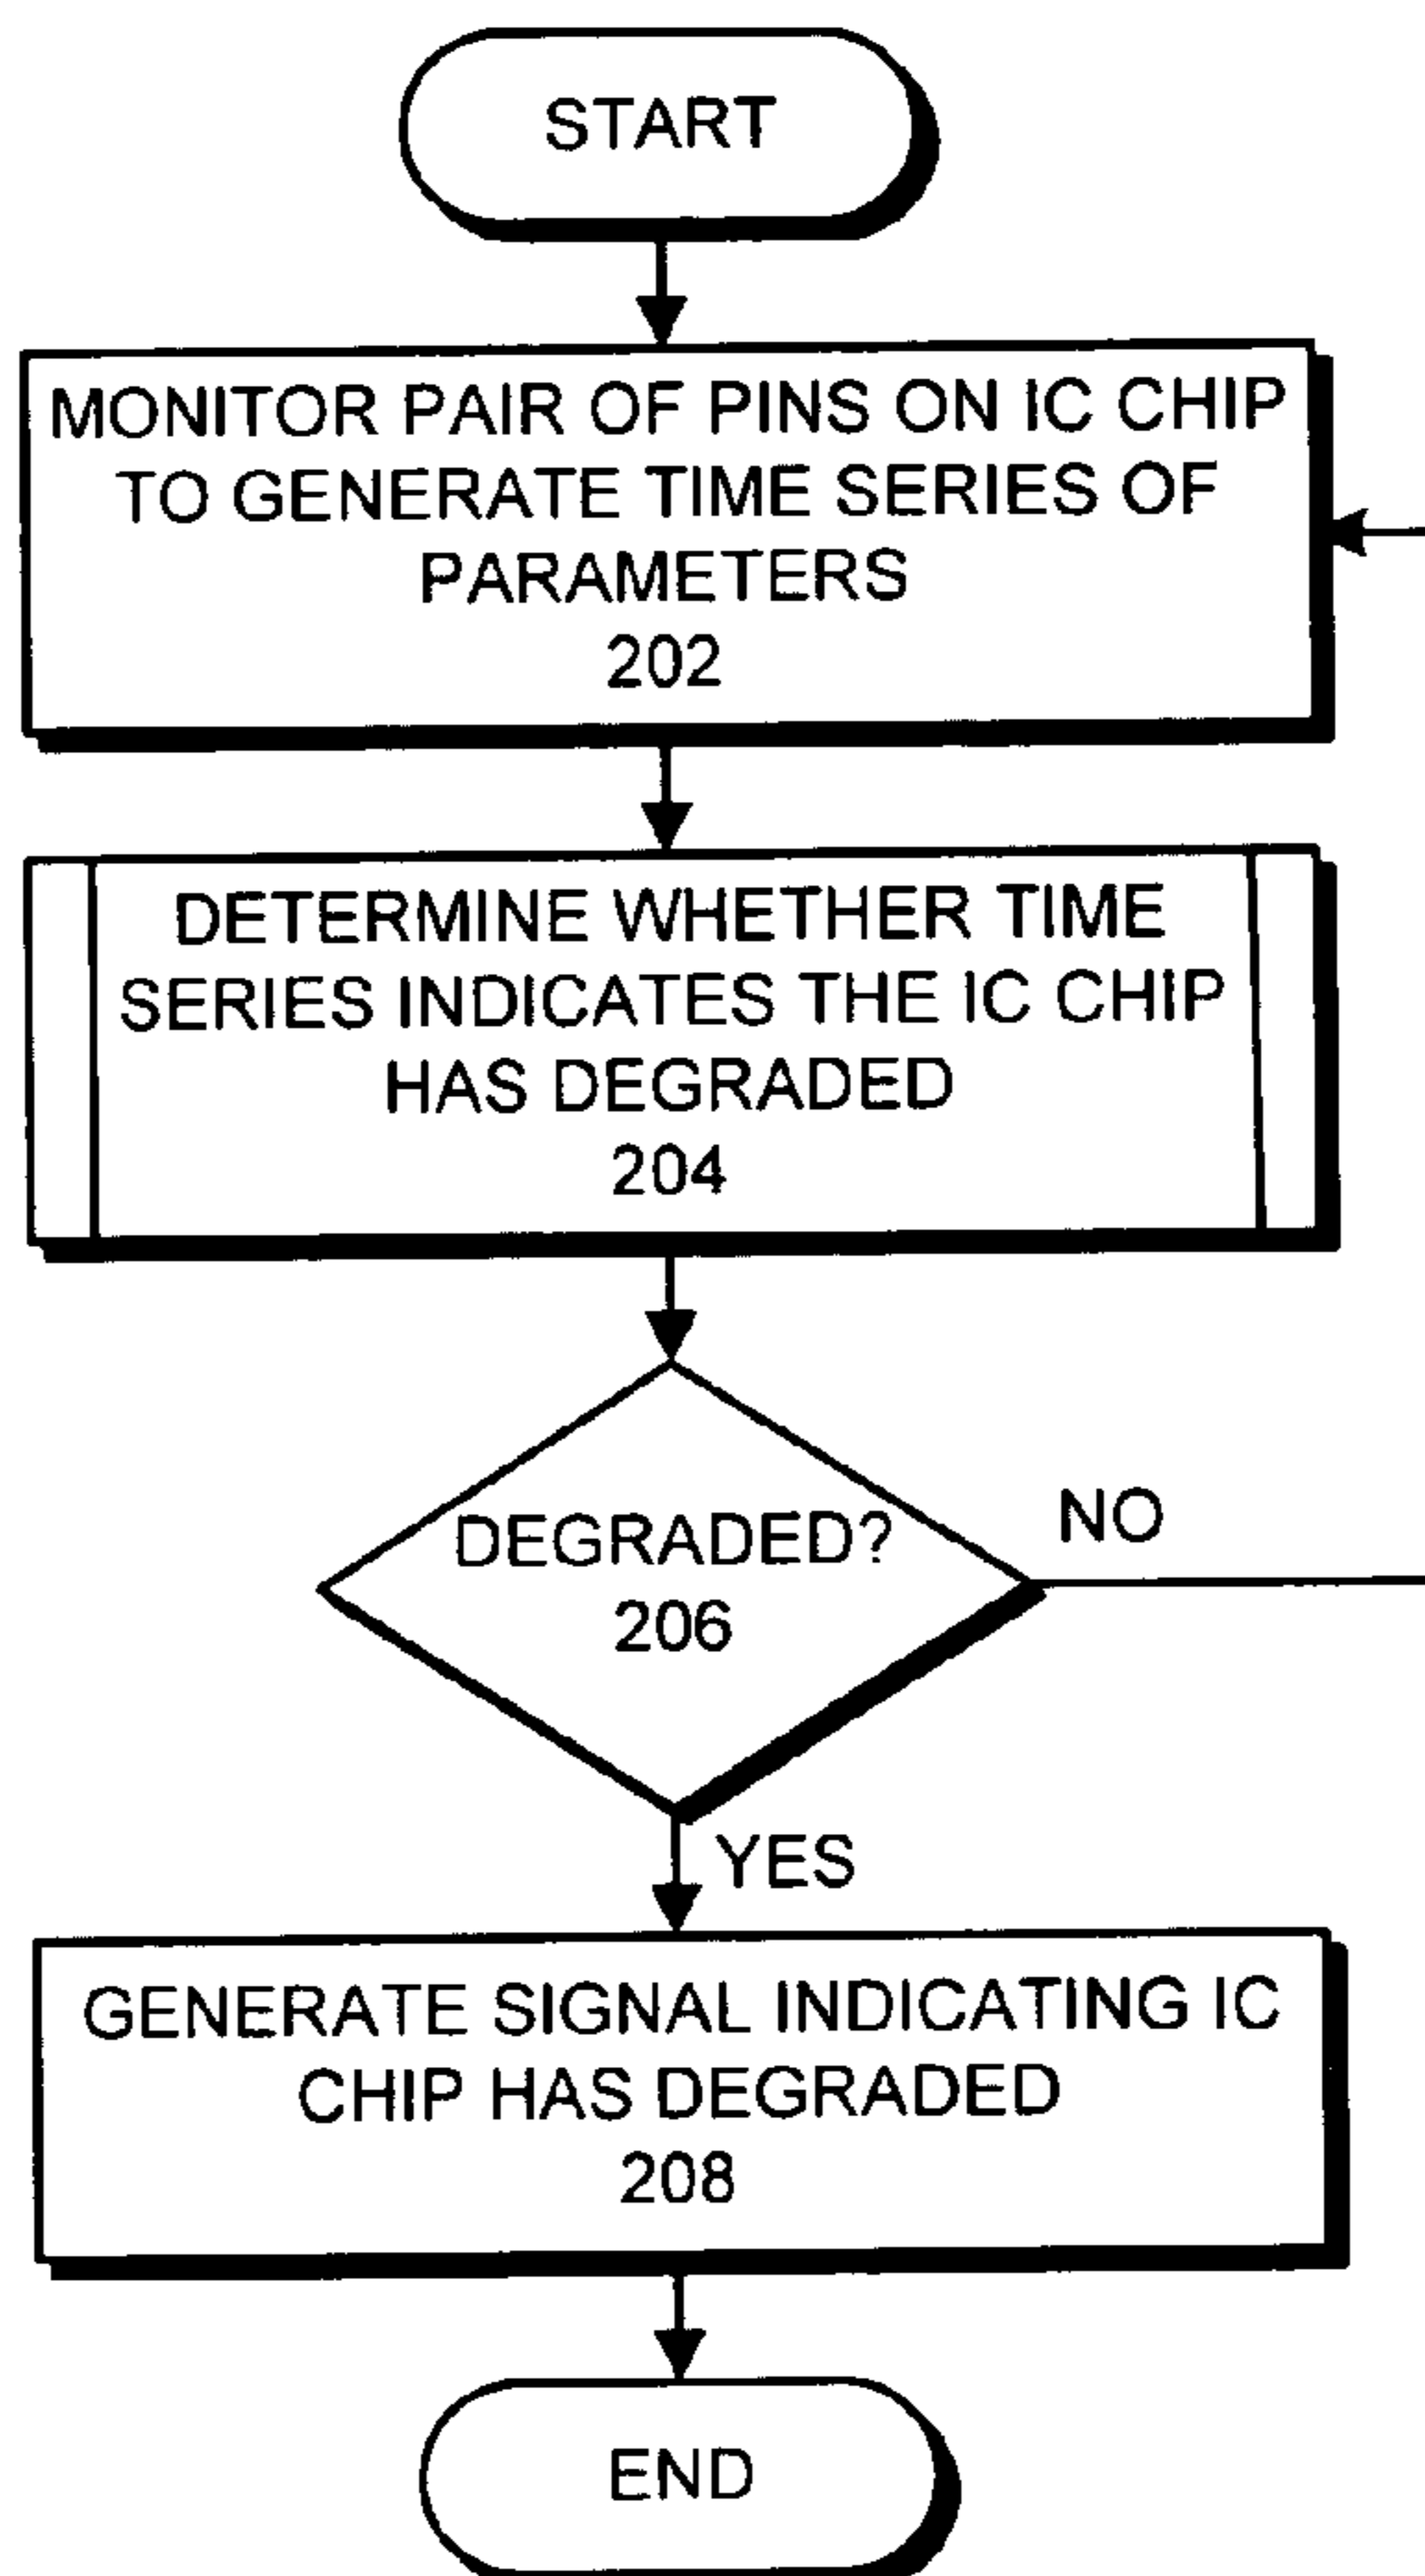 START
MONITOR PAIR OF PINS ON IC CHIP
TO GENERATE TIME SERIES OF
PARAMETERS
202
DETERMINE WHETHER TIME
SERIES INDICATES THE IC CHIP
HAS DEGRADED
204
DEGRADED?
206
NO
YES
GENERATE SIGNAL INDICATING IC
CHIP HAS DEGRADED
208
END